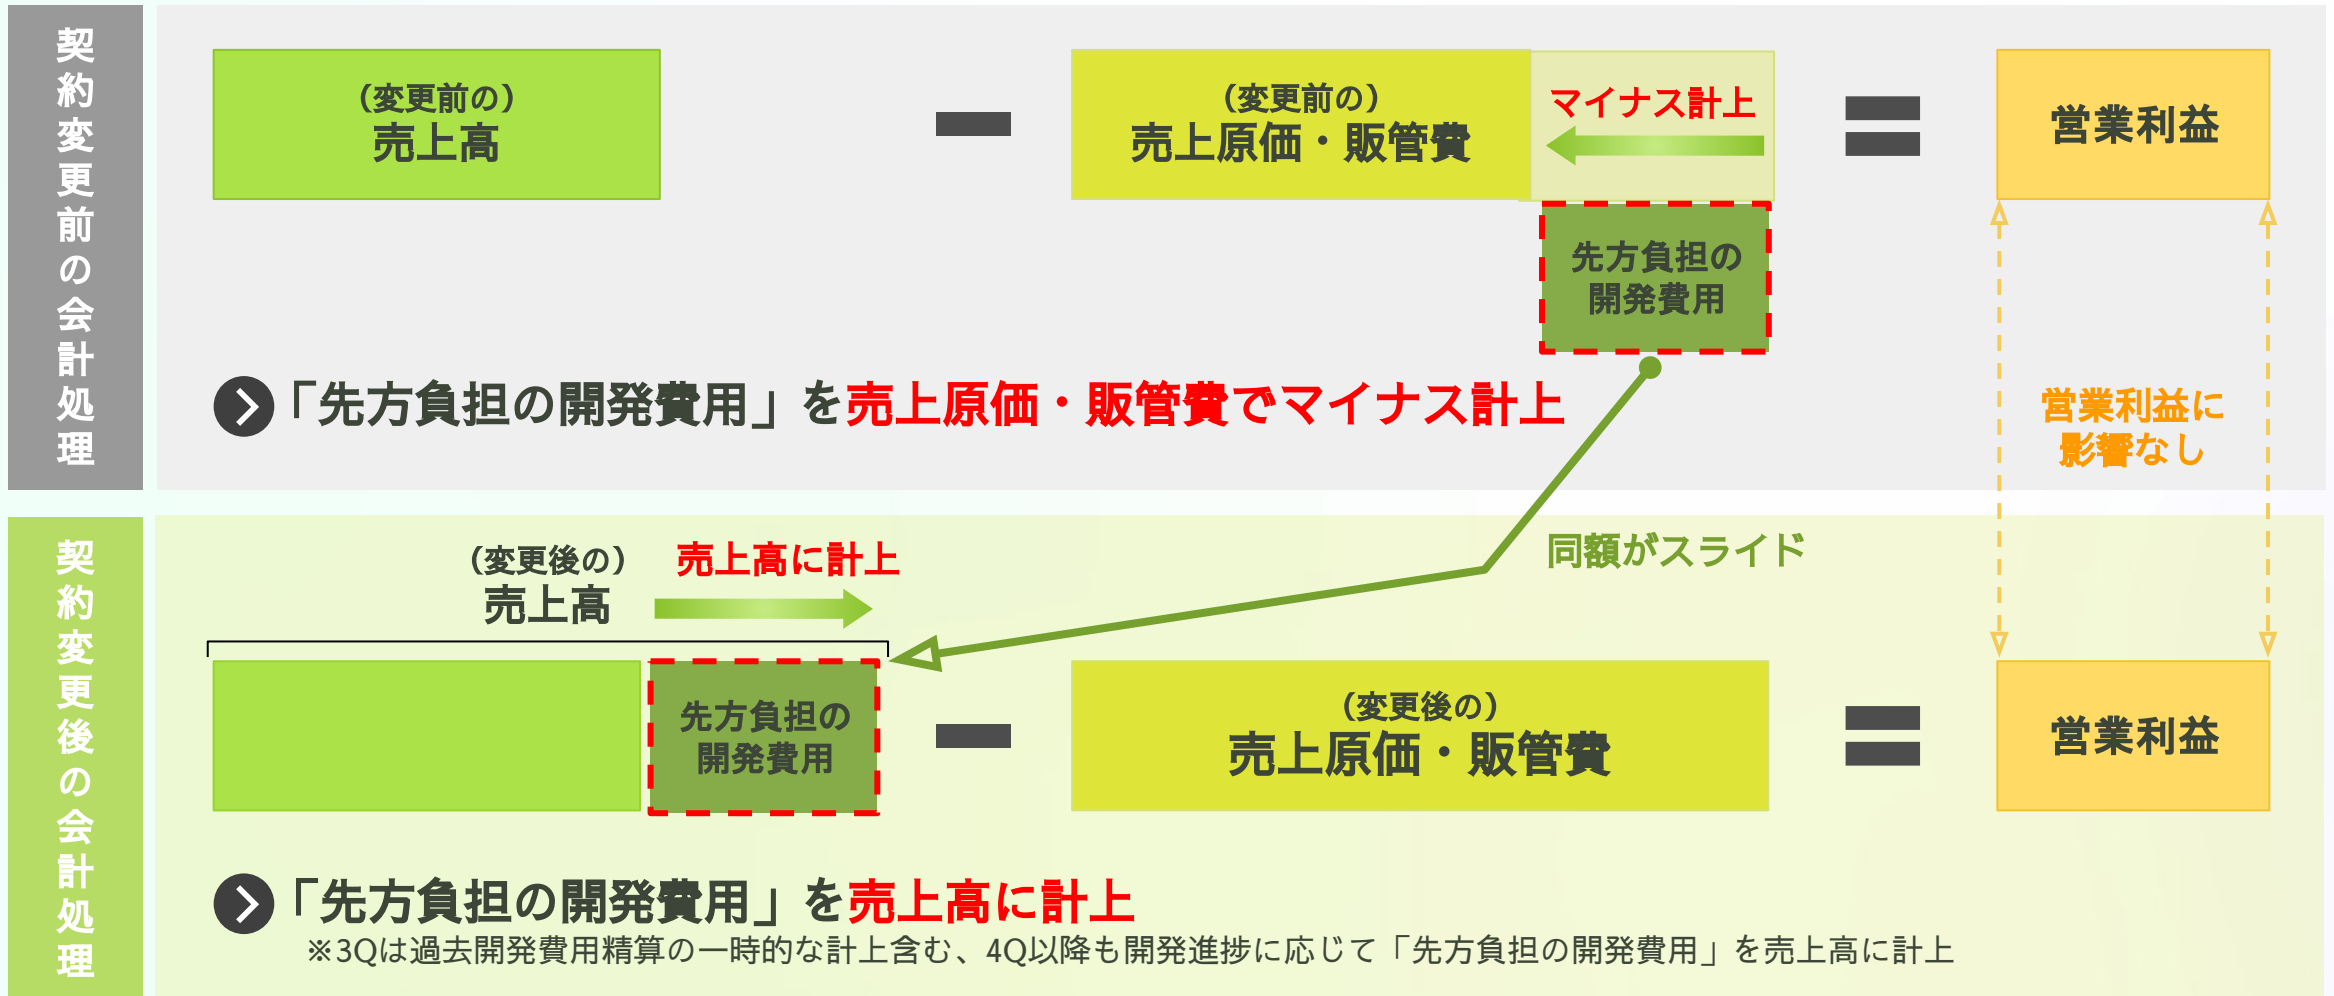 契約変更前の会計処理
（変更前の）
売上高
（変更前の）
売上原価・販管費
マイナス計上
営業利益
先方負担の
開発費用
「先方負担の開発費用」を売上原価・販管費でマイナス計上
営業利益に
影響なし
契約変更後の会計処理
（変更後の）
売上高
売上高に計上
同額がスライド
先方負担の
開発費用
（変更後の）
売上原価・販管費
営業利益
「先方負担の開発費用」を売上高に計上
※3Qは過去開発費用精算の一時的な計上含む、4Q以降も開発進捗に応じて「先方負担の開発費用」を売上高に計上